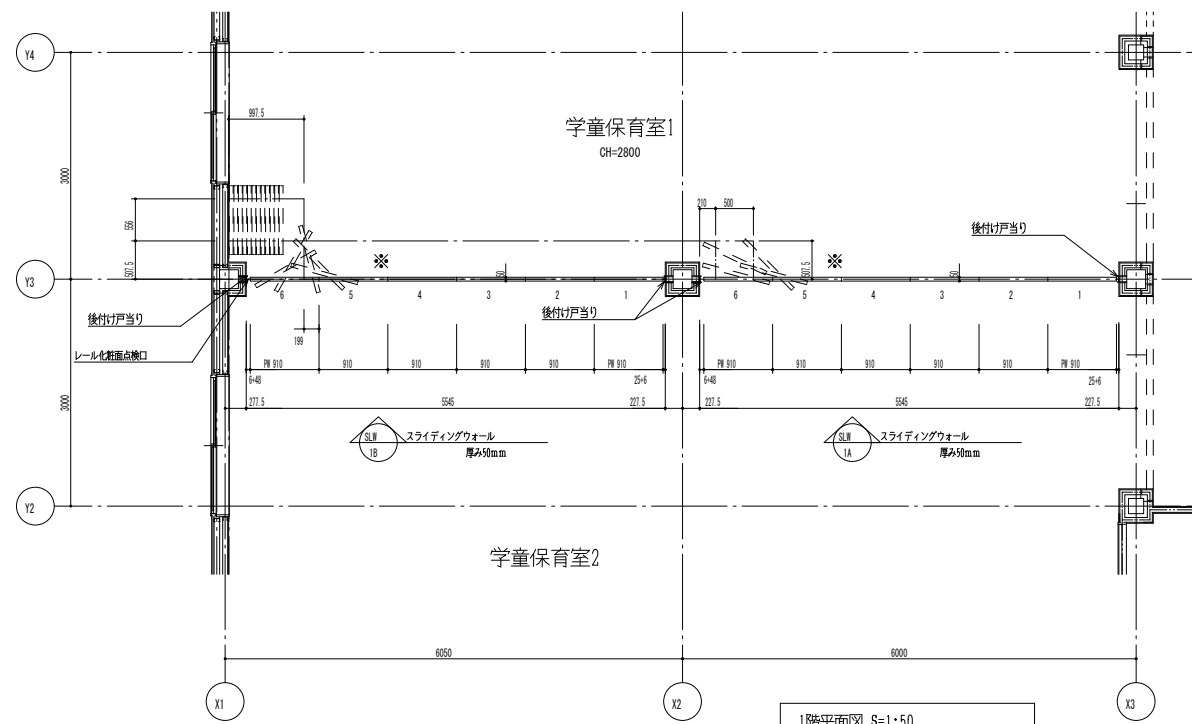 Y4
997.5
学童保育室1
CH=2800
3000
556
507.5
210
500
507.5
後付け戸当り
※
※
50
50
Y3
6
5
4
3
2
1
6
5
4
3
2
1
後付け戸当り
後付け戸当り
レール化粧面点検口
199
PW 910
910
910
910
910
PW 910
PW 910
910
910
910
910
PW 910
6+48
25+6
6+48
25+6
277.5
5545
227.5
227.5
5545
227.5
3000
SLW
1B
スライディングウォール
厚み50mm
SLW
1A
スライディングウォール
厚み50mm
Y2
学童保育室2
6050
6000
X1
X2
X3
1階平面図 S=1:50